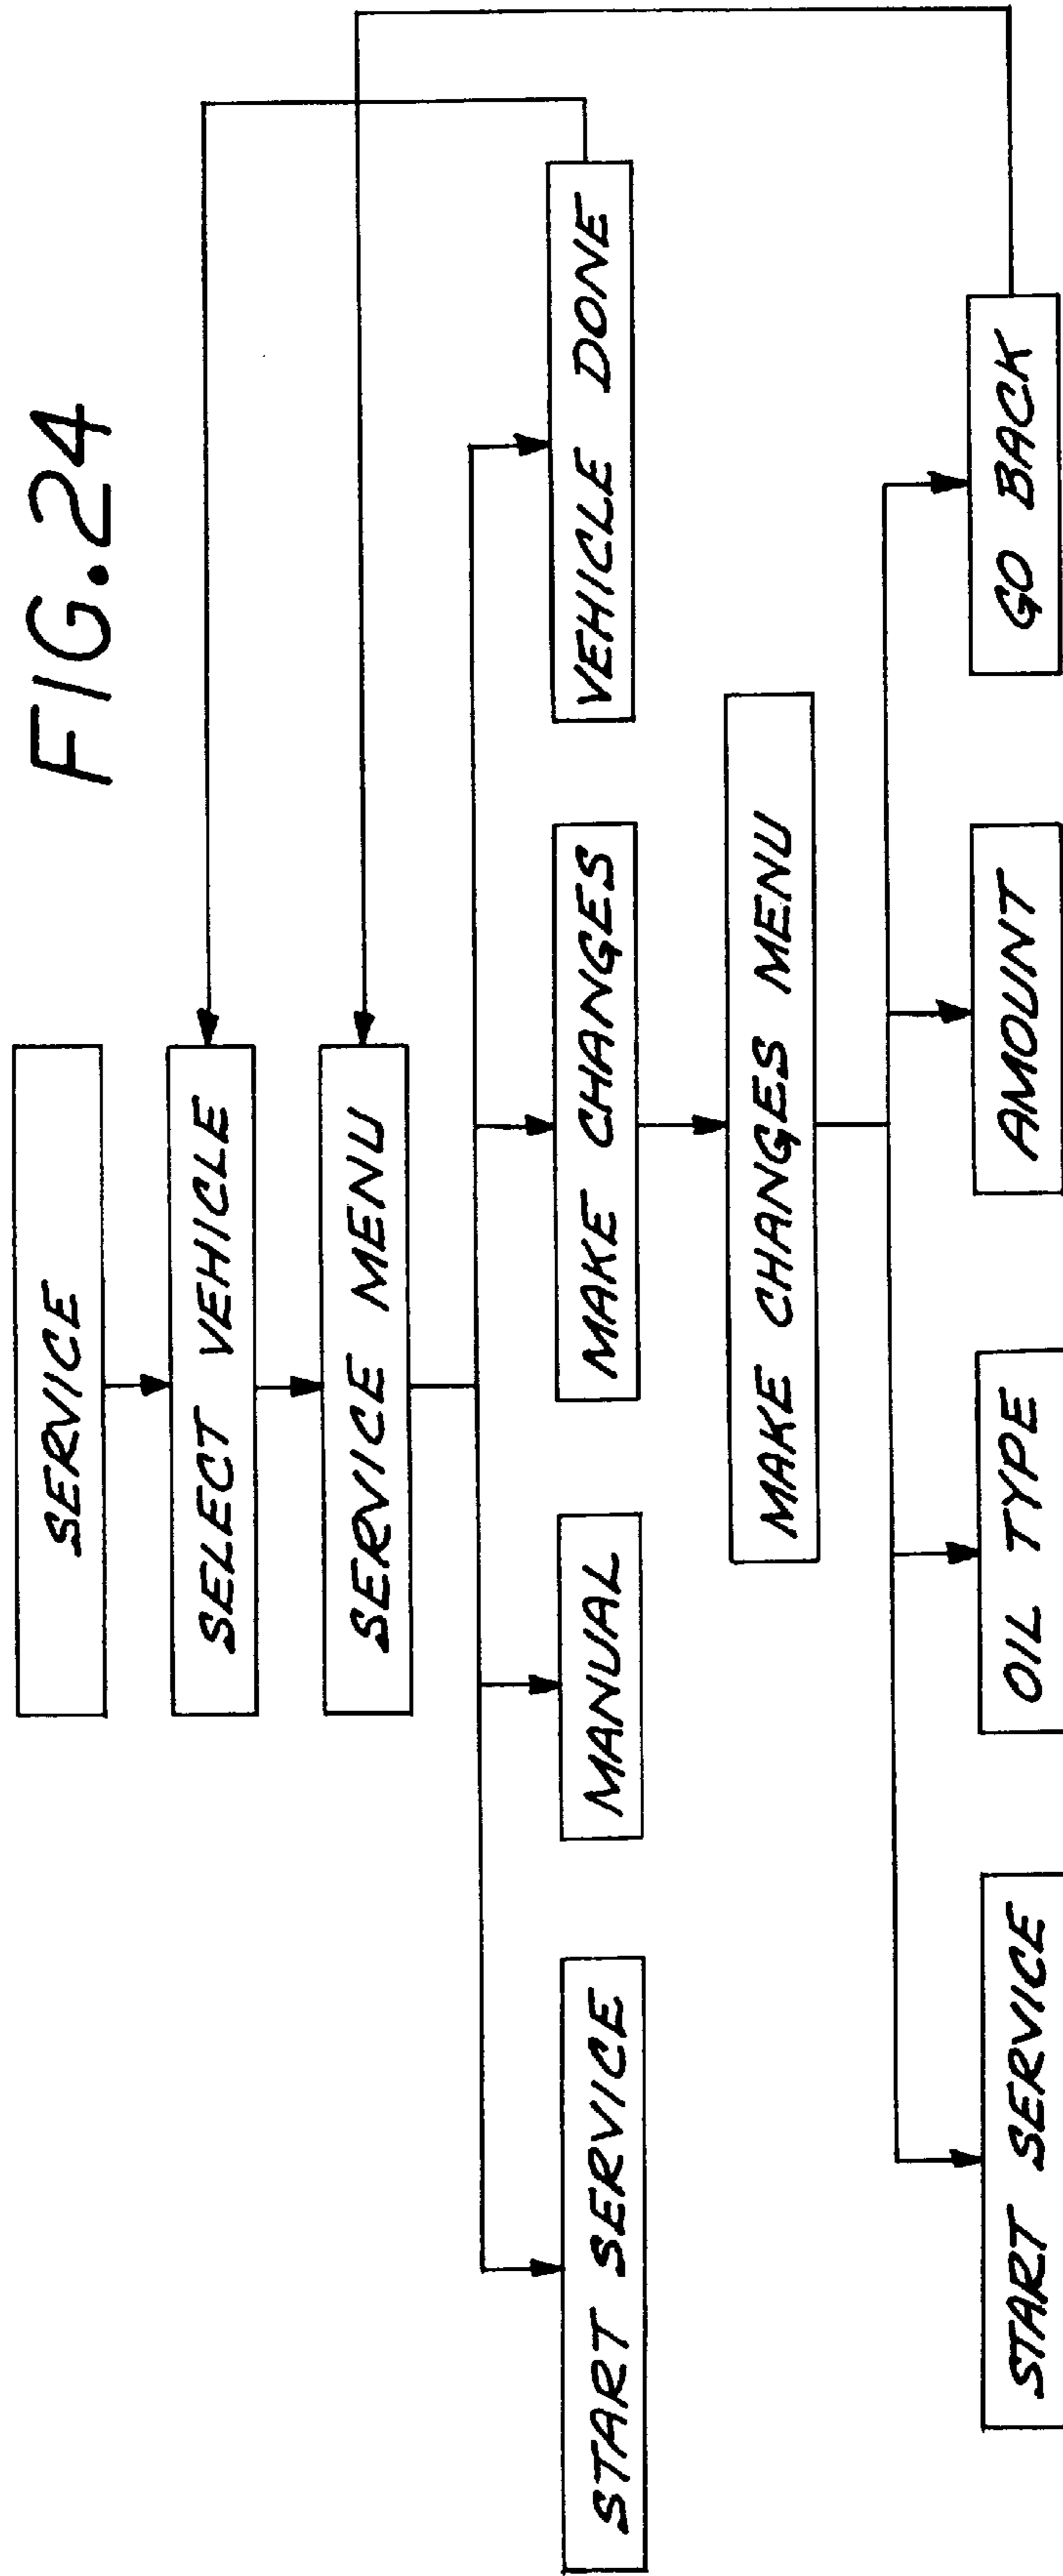 FIG.24
SERVICE
SELECT VEHICLE
SERVICE MENU
START SERVICE
MANUAL
MAKE CHANGES
VEHICLE DONE
MAKE CHANGES MENU
START SERVICE
OIL TYPE
AMOUNT
GO BACK